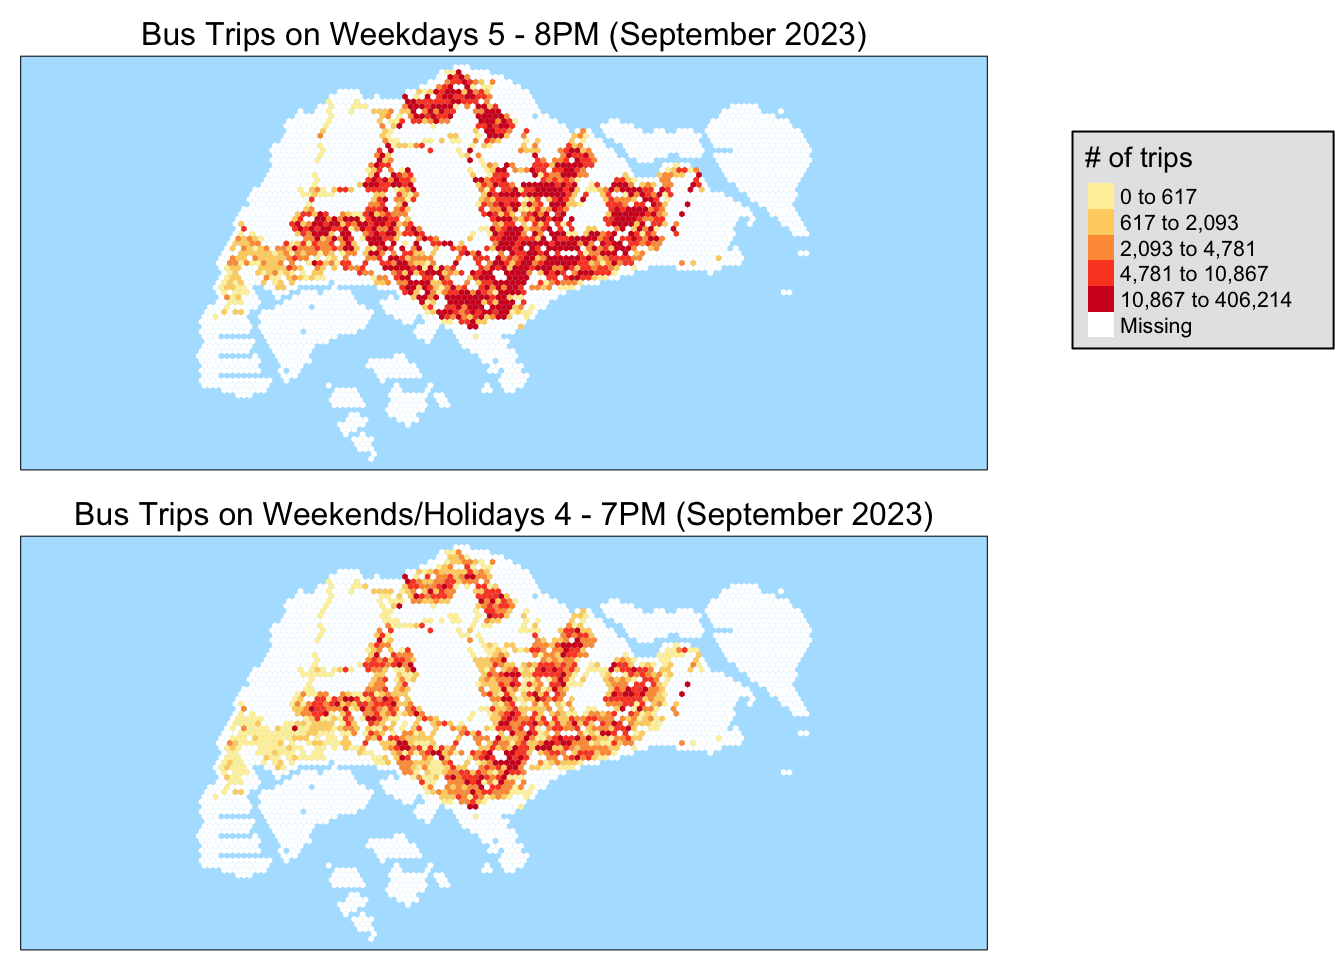 Bus Trips on Weekdays 5 - 8PM (September 2023)
# of trips
0 to 617
617 to 2,093
2,093 to 4,781
4,781 to 10,867
10,867 to 406,214
Missing
Bus Trips on Weekends/Holidays 4 - 7PM (September 2023)